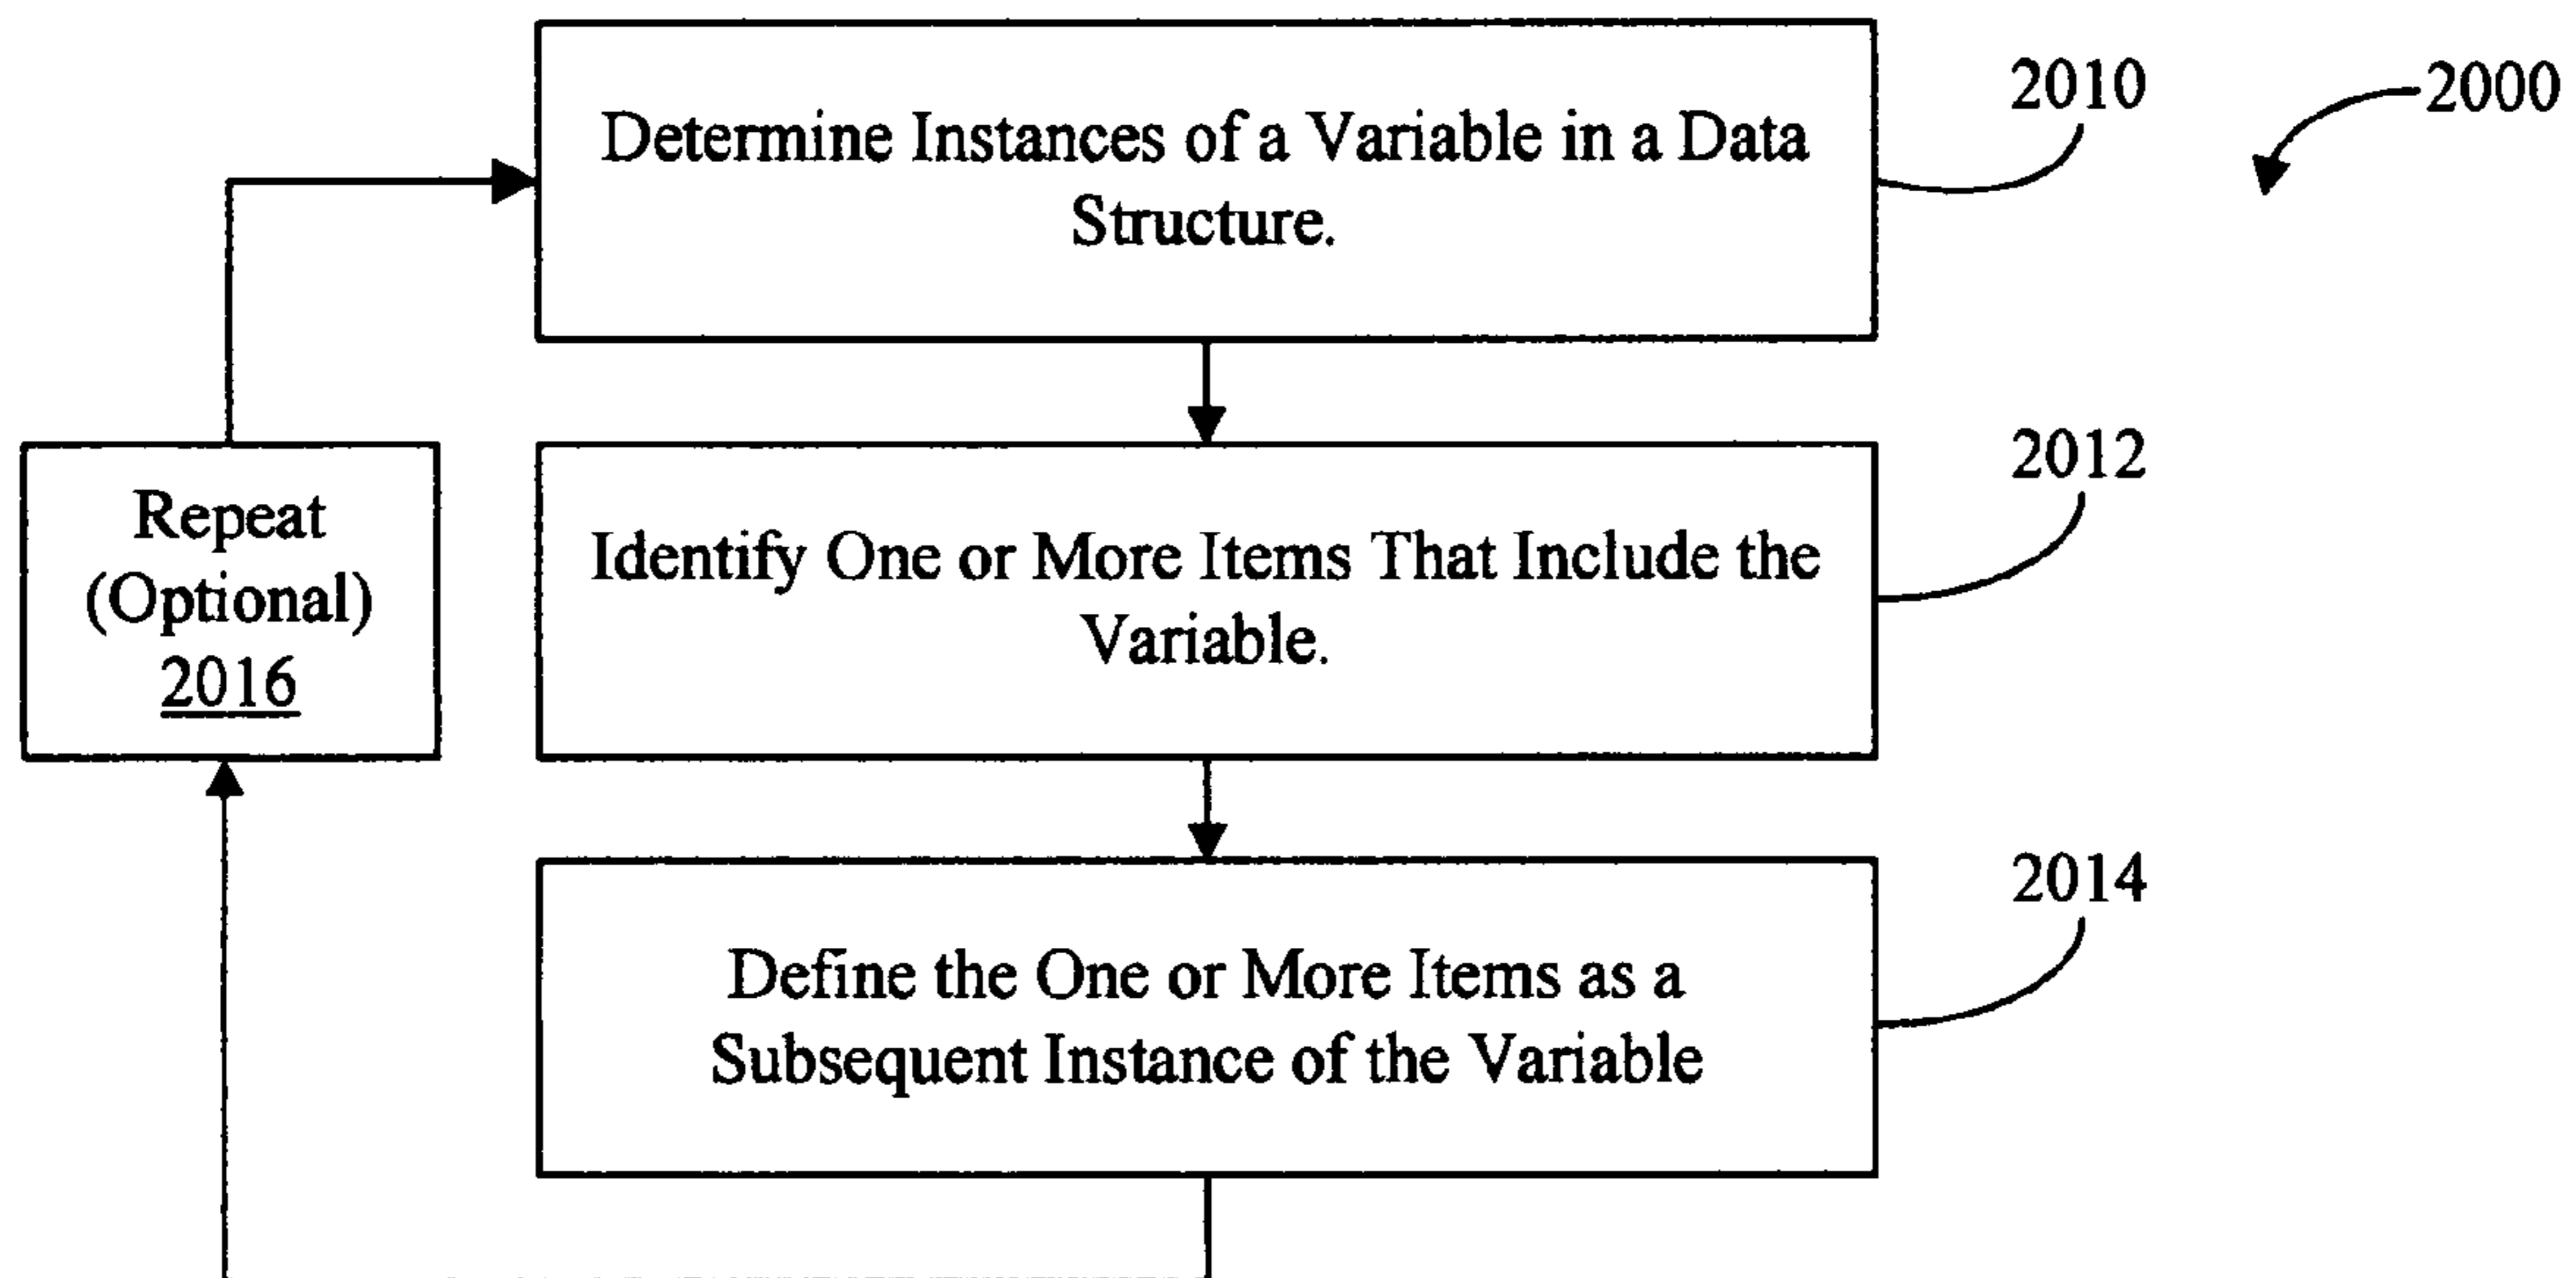 Determine Instances of a Variable in a Data
Structure.
2010
2000
Repeat
(Optional)
2016
Identify One or More Items That Include the
Variable.
2012
Define the One or More Items as a
Subsequent Instance of the Variable
2014